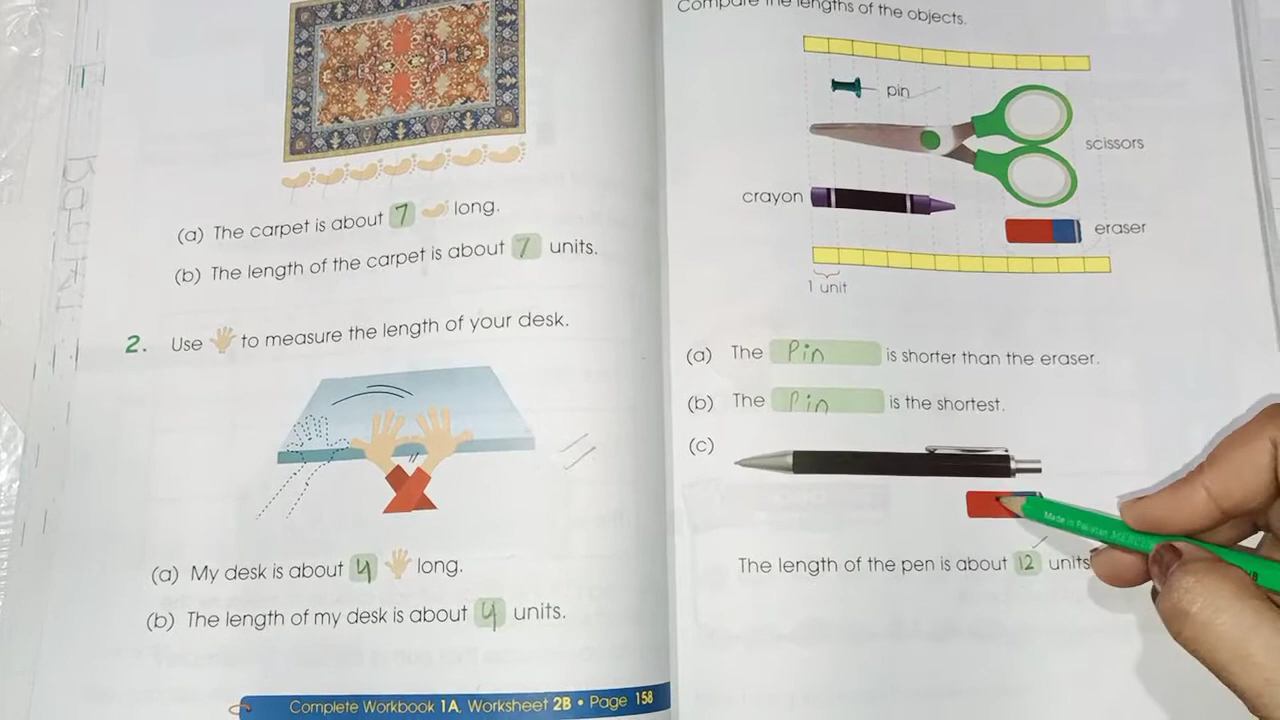 (a) The carpet is about 7 long.
(b) The length of the carpet is about 7 units.
2. Use to measure the length of your desk.
(a) My desk is about 4 long.
(b) The length of my desk is about 4 units.
Complete Workbook 1A, Worksheet 2B • Page 158
Compare the lengths of the objects.
pin
scissors
crayon
eraser
1 unit
(a) The Pin is shorter than the eraser.
(b) The Pin is the shortest.
(c)
The length of the pen is about 12 units
Made in Pakistan